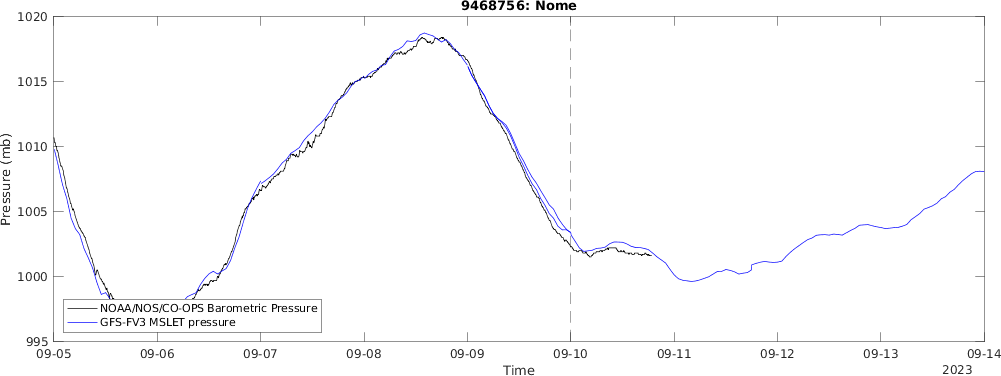 9468756: Nome
1020
1015
1010
1005
1000
995
Pressure (mb)
NOAA/NOS/CO-OPS Barometric Pressure
GFS-FV3 MSLET pressure
09-05 09-06 09-07 09-08 09-09 09-10 09-11 09-12 09-13 09-14
Time
2023